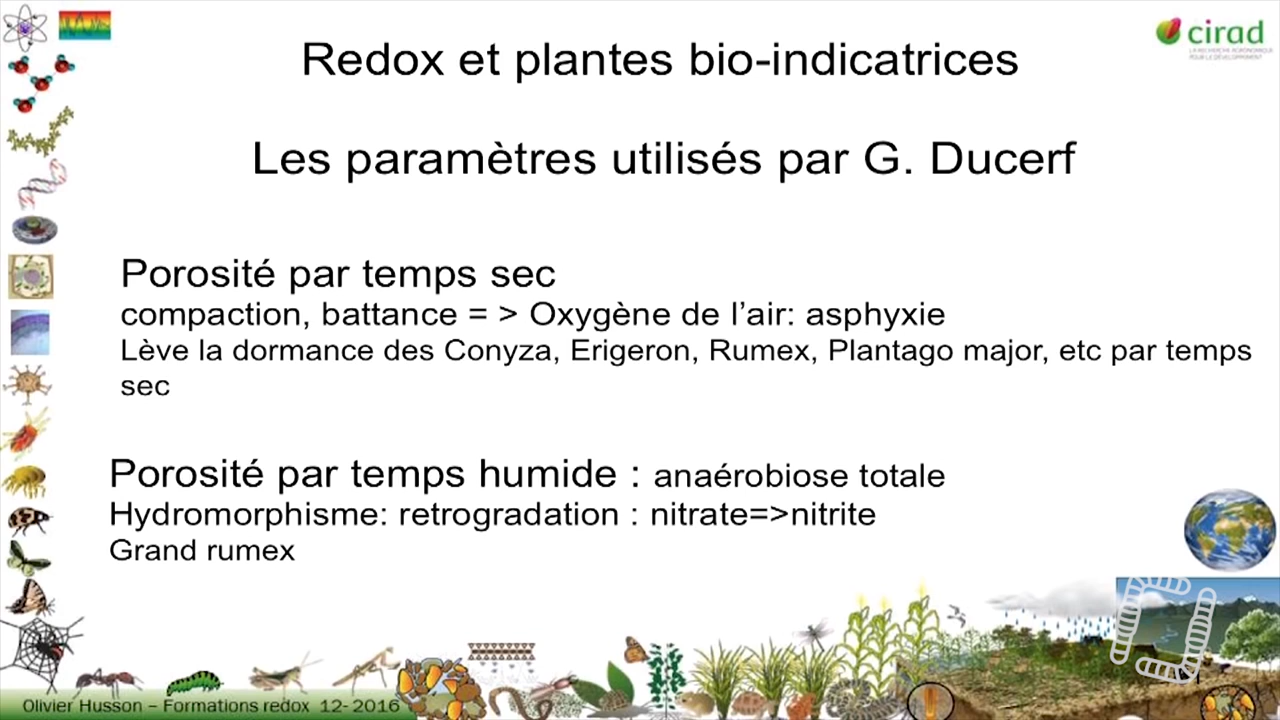 cirad
LA RECHERCHE AGRONOMIQUE
POUR LE DÉVELOPPEMENT
Redox et plantes bio-indicatrices
Les paramètres utilisés par G. Ducerf
Porosité par temps sec
compaction, battance = > Oxygène de l’air: asphyxie
Lève la dormance des Conyza, Erigeron, Rumex, Plantago major, etc par temps
sec
Porosité par temps humide : anaérobiose totale
Hydromorphisme: retrogradation : nitrate=>nitrite
Grand rumex
Olivier Husson – Formations redox 12- 2016